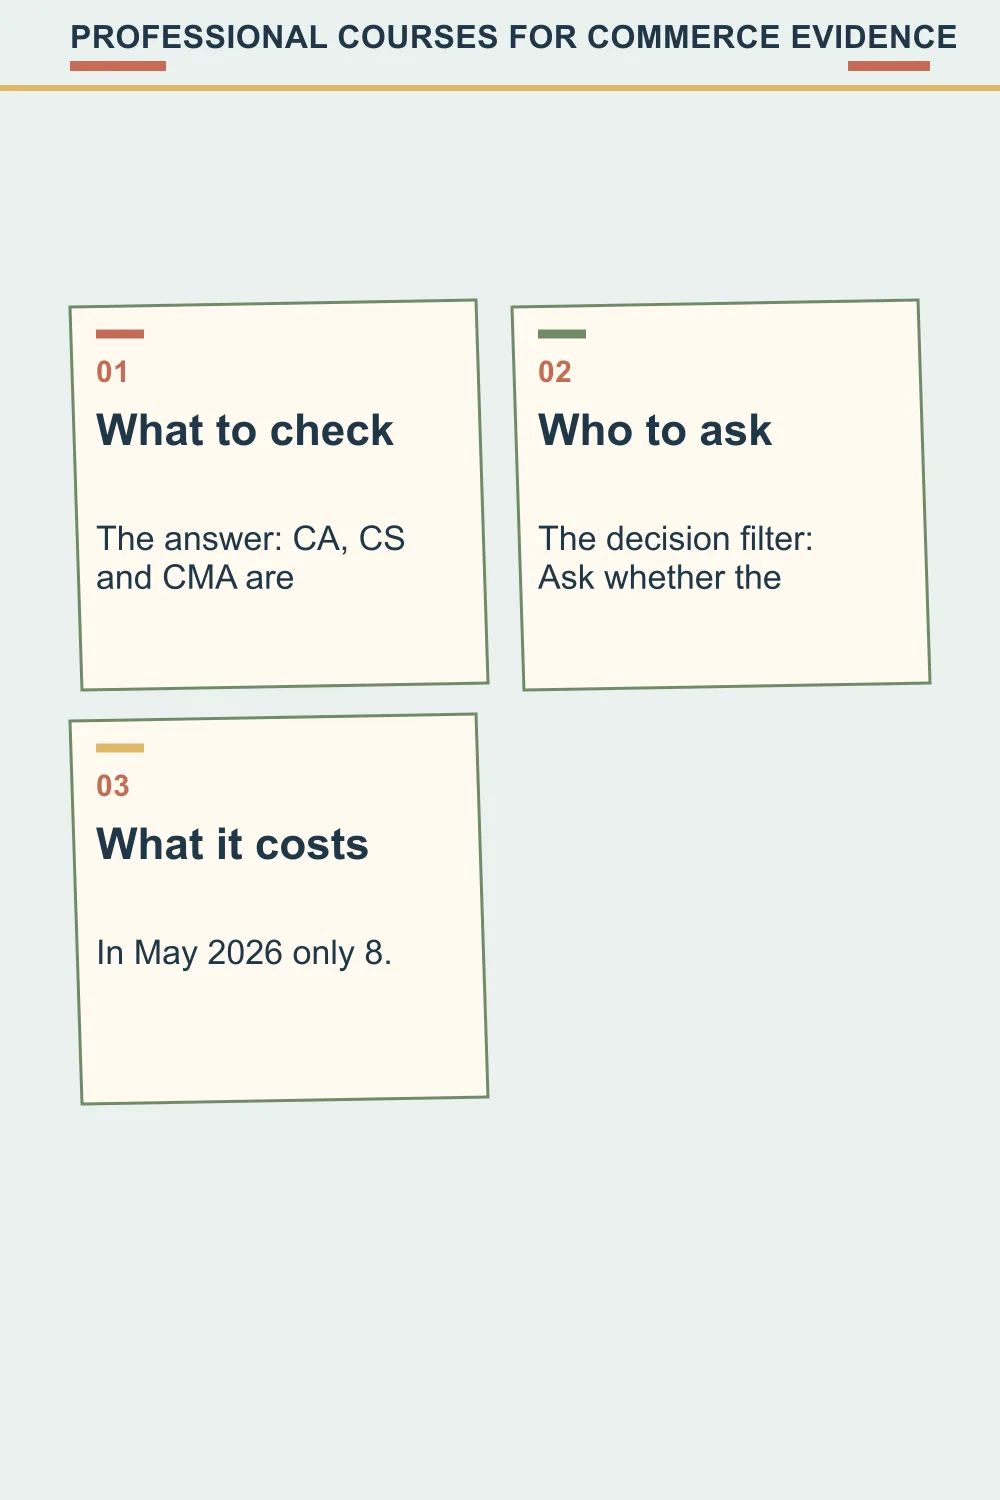 PROFESSIONAL COURSES FOR COMMERCE EVIDENCE
01
What to check
The answer: CA, CS
and CMA are
02
Who to ask
The decision filter:
Ask whether the
03
What it costs
In May 2026 only 8.